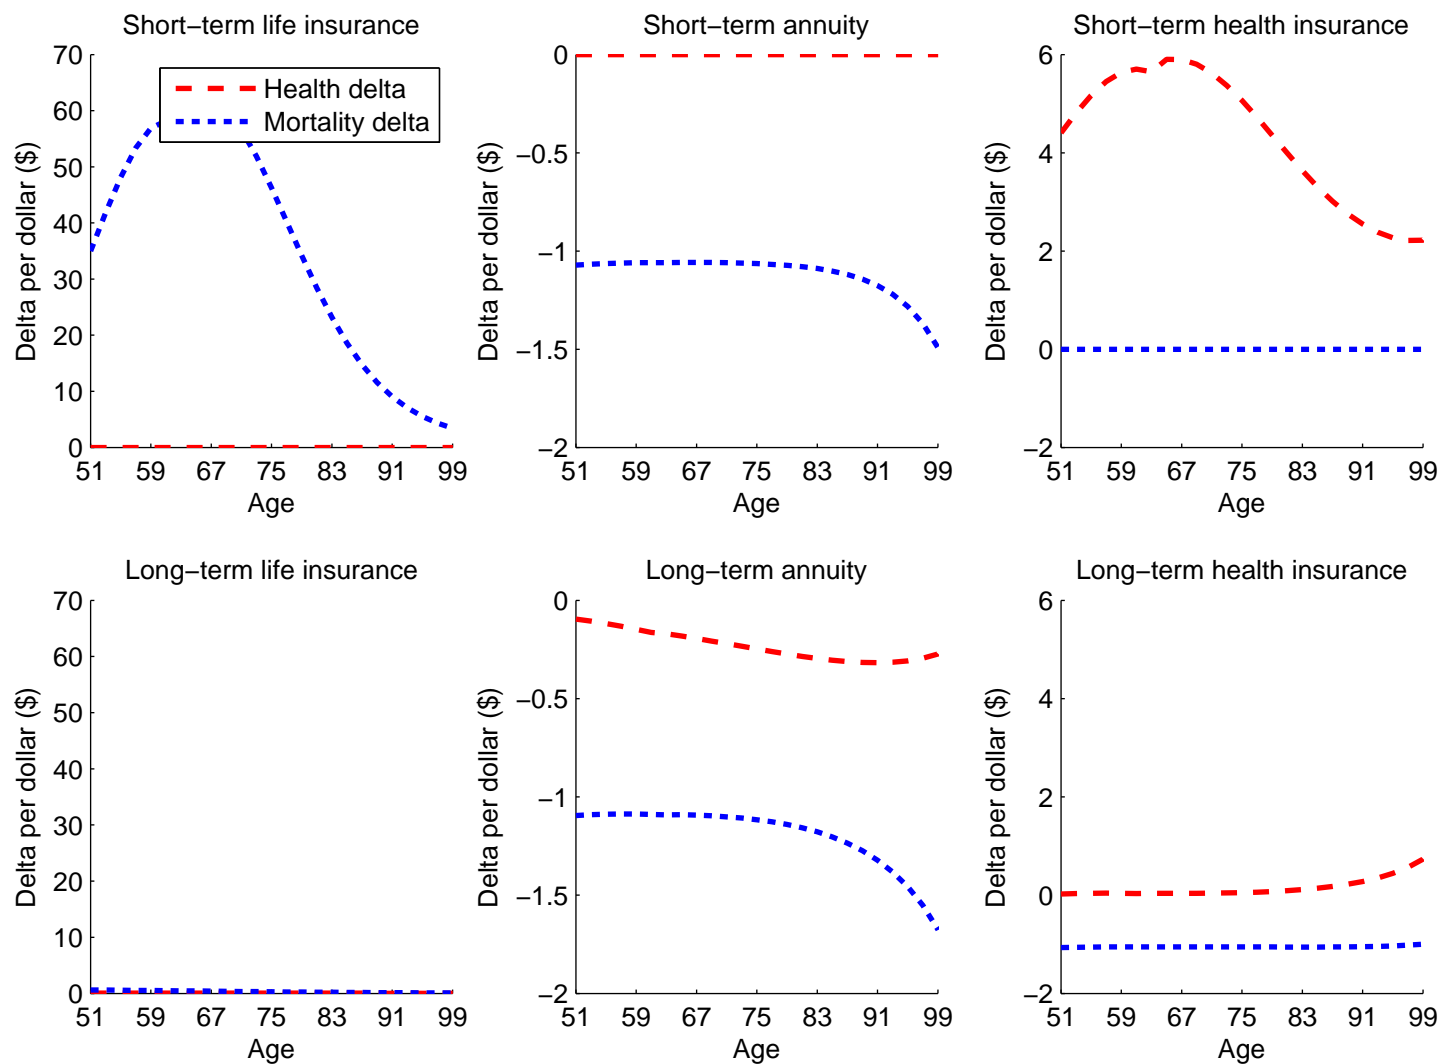 Short−term life insurance
Short−term annuity
Short−term health insurance
70
60
50
40
30
20
10
0
Delta per dollar ($)
Health delta
Mortality delta
51 59 67 75 83 91 99
Age
0
−0.5
−1
−1.5
−2
Delta per dollar ($)
51 59 67 75 83 91 99
Age
6
4
2
0
−2
Delta per dollar ($)
51 59 67 75 83 91 99
Age
Long−term life insurance
Long−term annuity
Long−term health insurance
70
60
50
40
30
20
10
0
Delta per dollar ($)
51 59 67 75 83 91 99
Age
0
−0.5
−1
−1.5
−2
Delta per dollar ($)
51 59 67 75 83 91 99
Age
6
4
2
0
−2
Delta per dollar ($)
51 59 67 75 83 91 99
Age